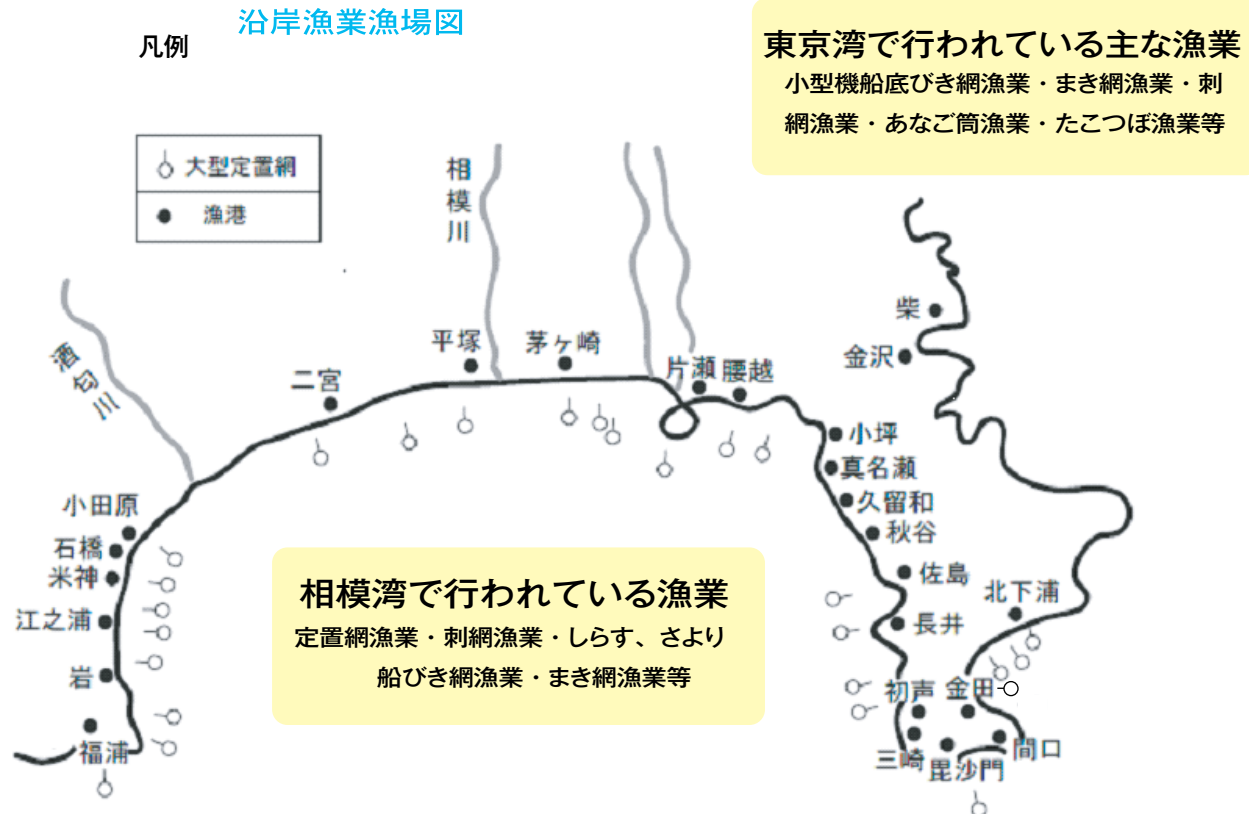 沿岸漁業漁場図
凡例
大型定置網
漁港
東京湾で行われている主な漁業
小型機船底びき網漁業・まき網漁業・刺
網漁業・あなご筒漁業・たこつぼ漁業等
相模川
酒匂川
柴
金沢
平塚
茅ヶ崎
片瀬
腰越
二宮
小坪
真名瀬
久留和
秋谷
佐島
北下浦
長井
小田原
石橋
米神
江之浦
岩
福浦
相模湾で行われている漁業
定置網漁業・刺網漁業・しらす、さより
船びき網漁業・まき網漁業等
初声
金田
三崎
毘沙門
間口